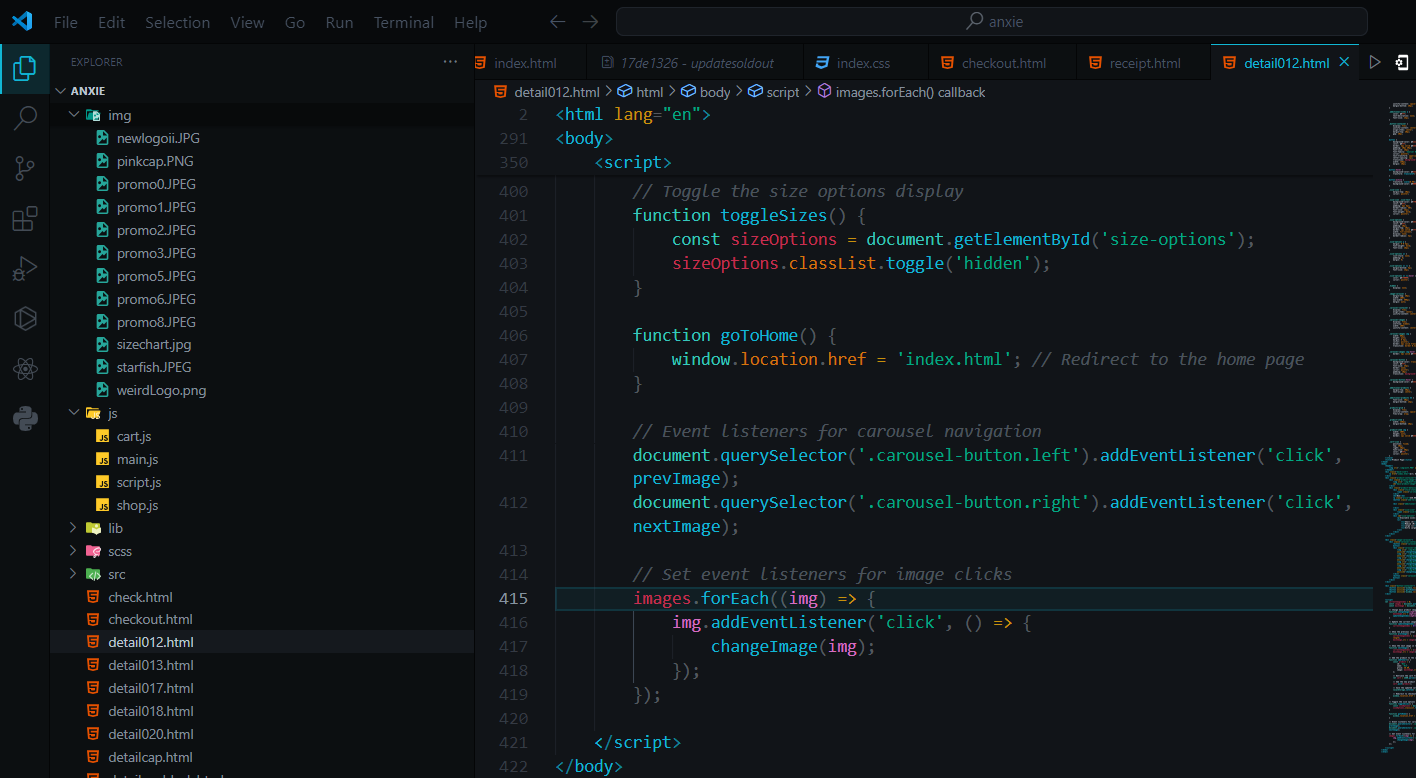 File Edit Selection View Go Run Terminal Help
anxie
EXPLORER
ANXIE
img
newlogoii.JPG
pinkcap.PNG
promo0.JPEG
promo1.JPEG
promo2.JPEG
promo3.JPEG
promo5.JPEG
promo6.JPEG
promo8.JPEG
sizechart.jpg
starfish.JPEG
weirdLogo.png
js
JS cart.js
JS main.js
JS script.js
JS shop.js
lib
scss
src
check.html
checkout.html
detail012.html
detail013.html
detail017.html
detail018.html
detail020.html
detailcap.html
index.html 17de1326 - updatesoldout index.css checkout.html receipt.html detail012.html
detail012.html > html > body > script > images.forEach() callback
2 <html lang="en">
291 <body>
350 <script>
400 // Toggle the size options display
401 function toggleSizes() {
402 const sizeOptions = document.getElementById('size-options');
403 sizeOptions.classList.toggle('hidden');
404 }
405
406 function goToHome() {
407 window.location.href = 'index.html'; // Redirect to the home page
408 }
409
410 // Event listeners for carousel navigation
411 document.querySelector('.carousel-button.left').addEventListener('click',
prevImage);
412 document.querySelector('.carousel-button.right').addEventListener('click',
nextImage);
413
414 // Set event listeners for image clicks
415 images.forEach((img) => {
416 img.addEventListener('click', () => {
417 changeImage(img);
418 });
419 });
420
421 </script>
422 </body>